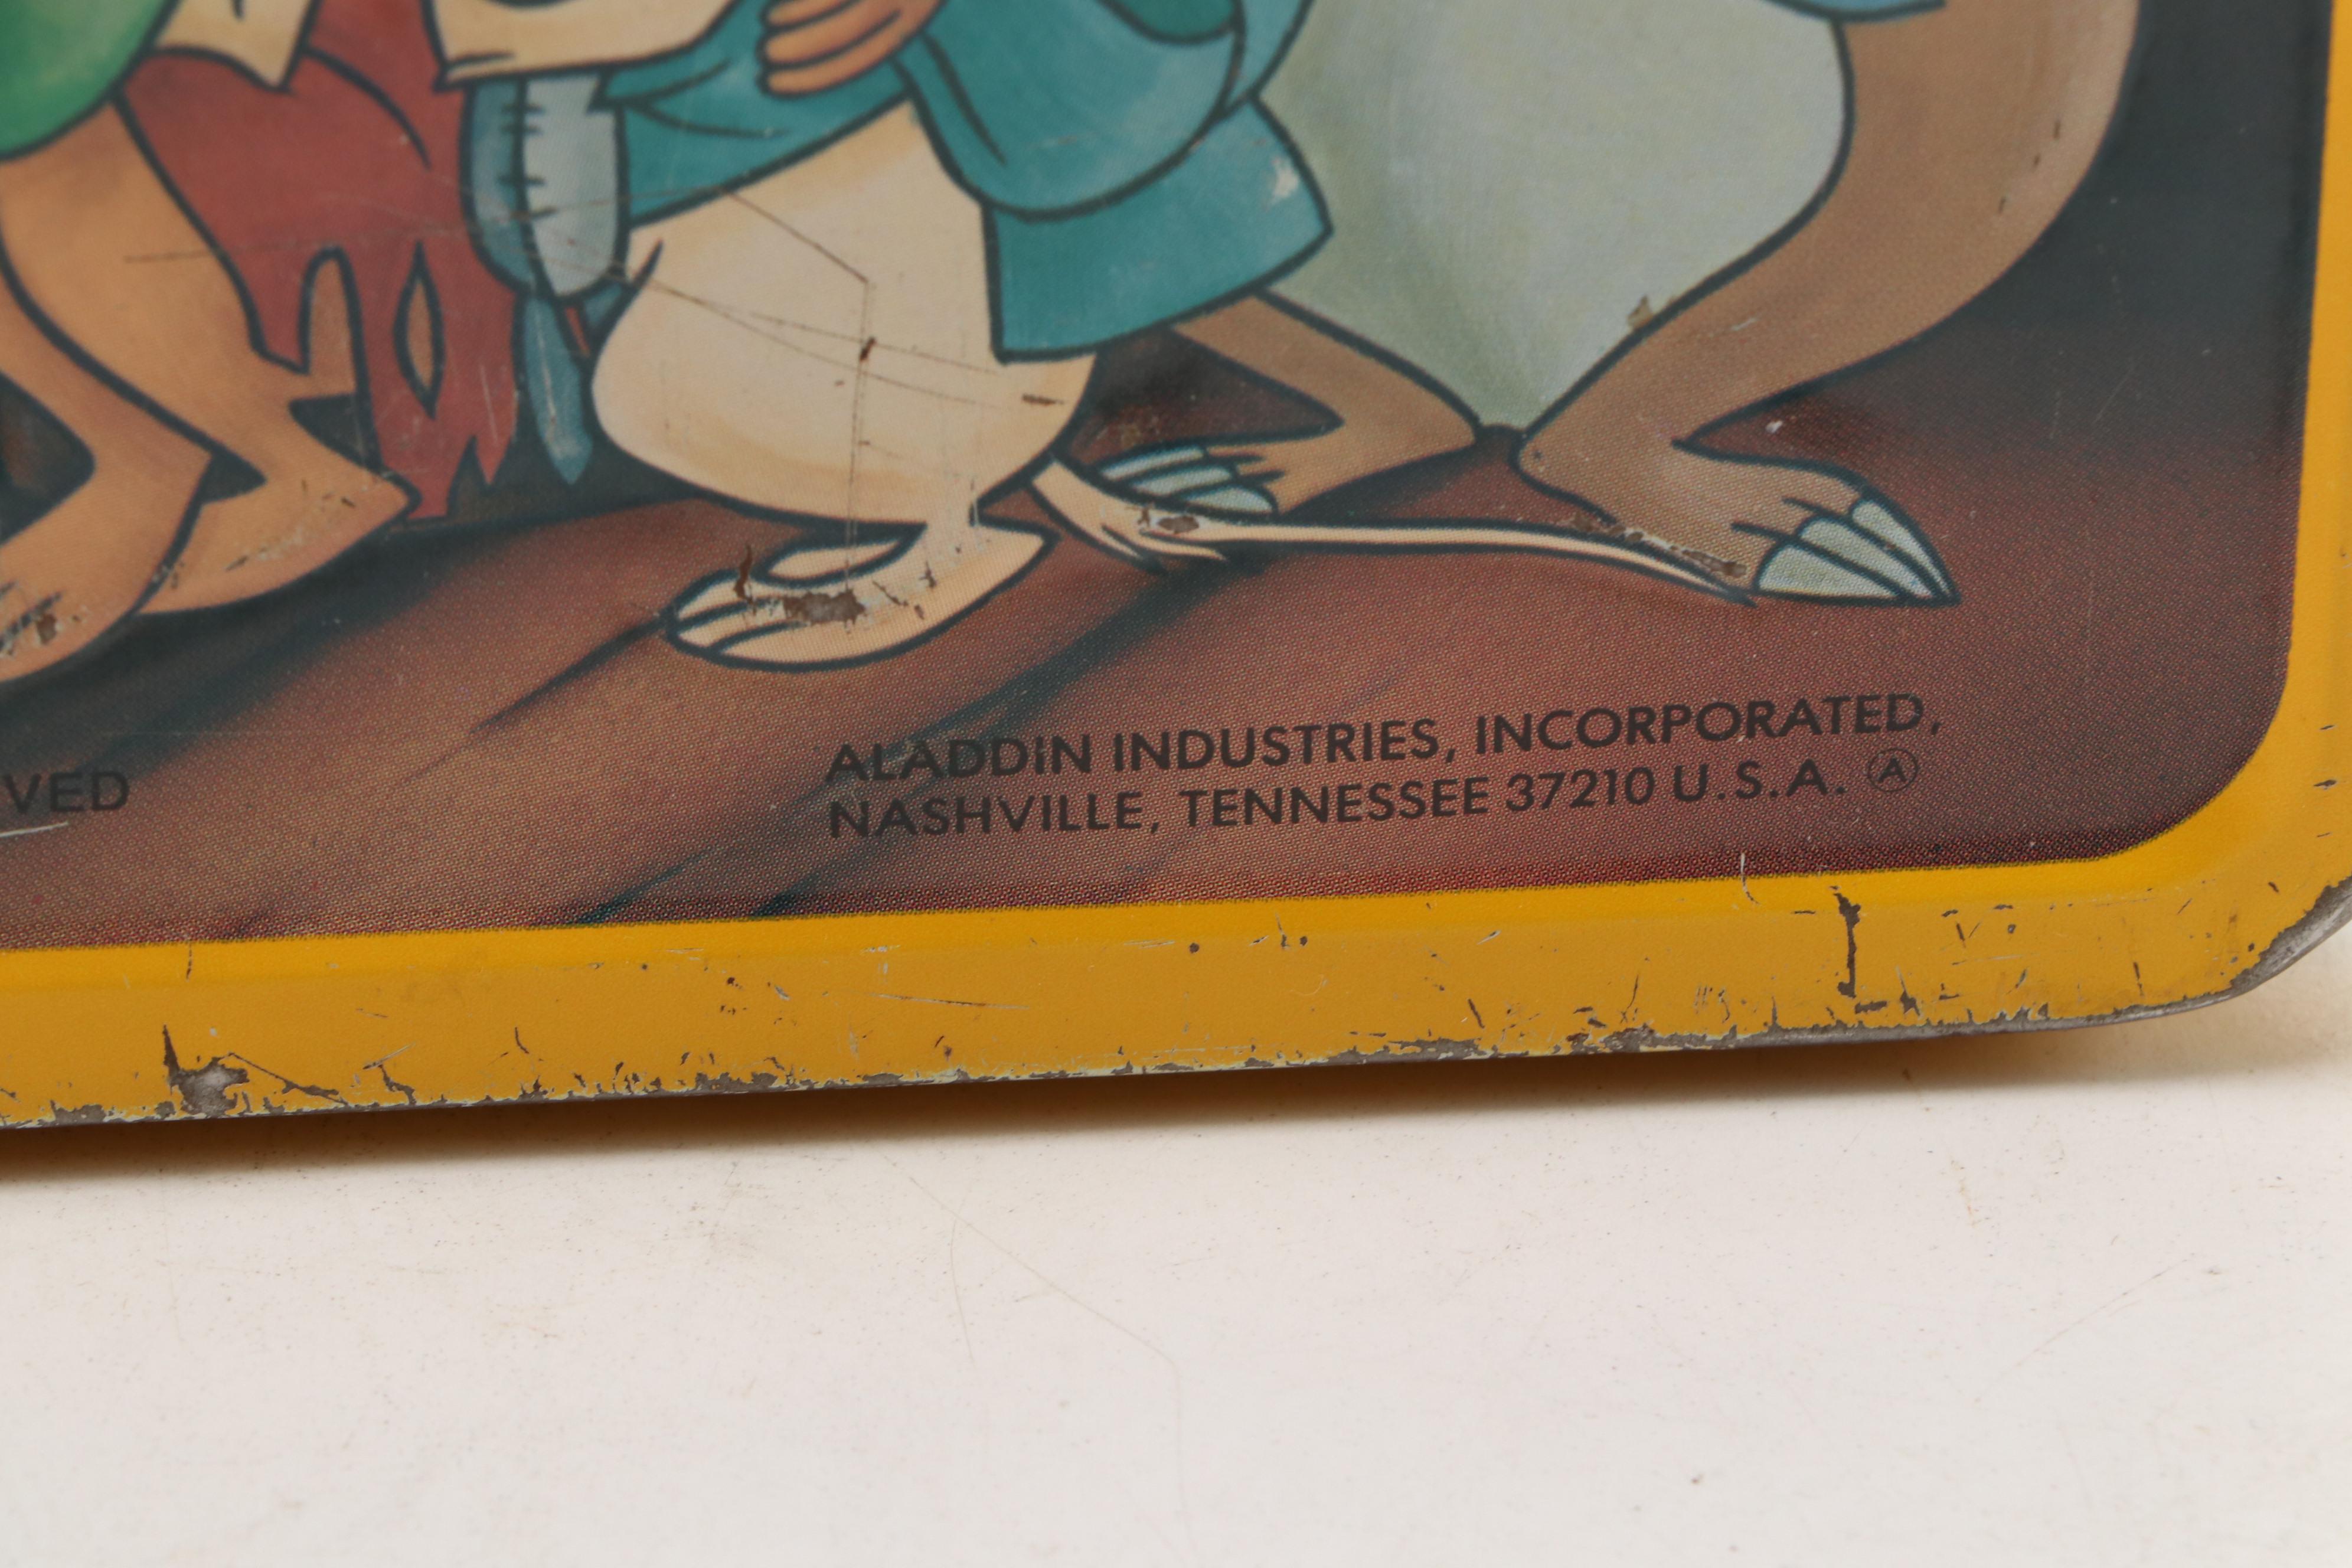 VED
ALADDIN INDUSTRIES, INCORPORATED,
NASHVILLE, TENNESSEE 37210 U.S.A. Ⓐ